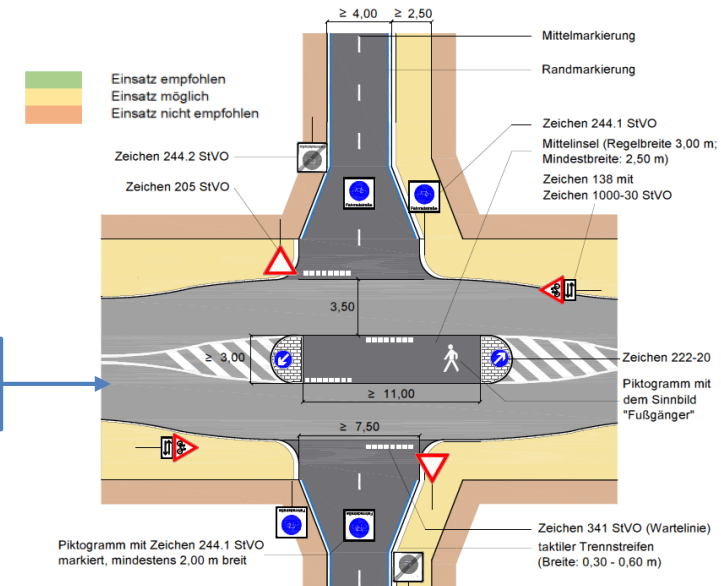 ≥ 4,00
≥ 2,50
Mittelmarkierung
Randmarkierung
Einsatz empfohlen
Einsatz möglich
Einsatz nicht empfohlen
Zeichen 244.1 StVO
Mittelinsel (Regelbreite 3,00 m;
Mindestbreite: 2,50 m)
Zeichen 244.2 StVO
Zeichen 138 mit
Zeichen 1000-30 StVO
Zeichen 205 StVO
Fahrradstraße
Fahrradstraße
3,50
≥ 3,00
Zeichen 222-20
≥ 11,00
Piktogramm mit
dem Sinnbild
"Fußgänger"
≥ 7,50
Zeichen 341 StVO (Wartelinie)
Piktogramm mit Zeichen 244.1 StVO
markiert, mindestens 2,00 m breit
taktiler Trennstreifen
(Breite: 0,30 - 0,60 m)